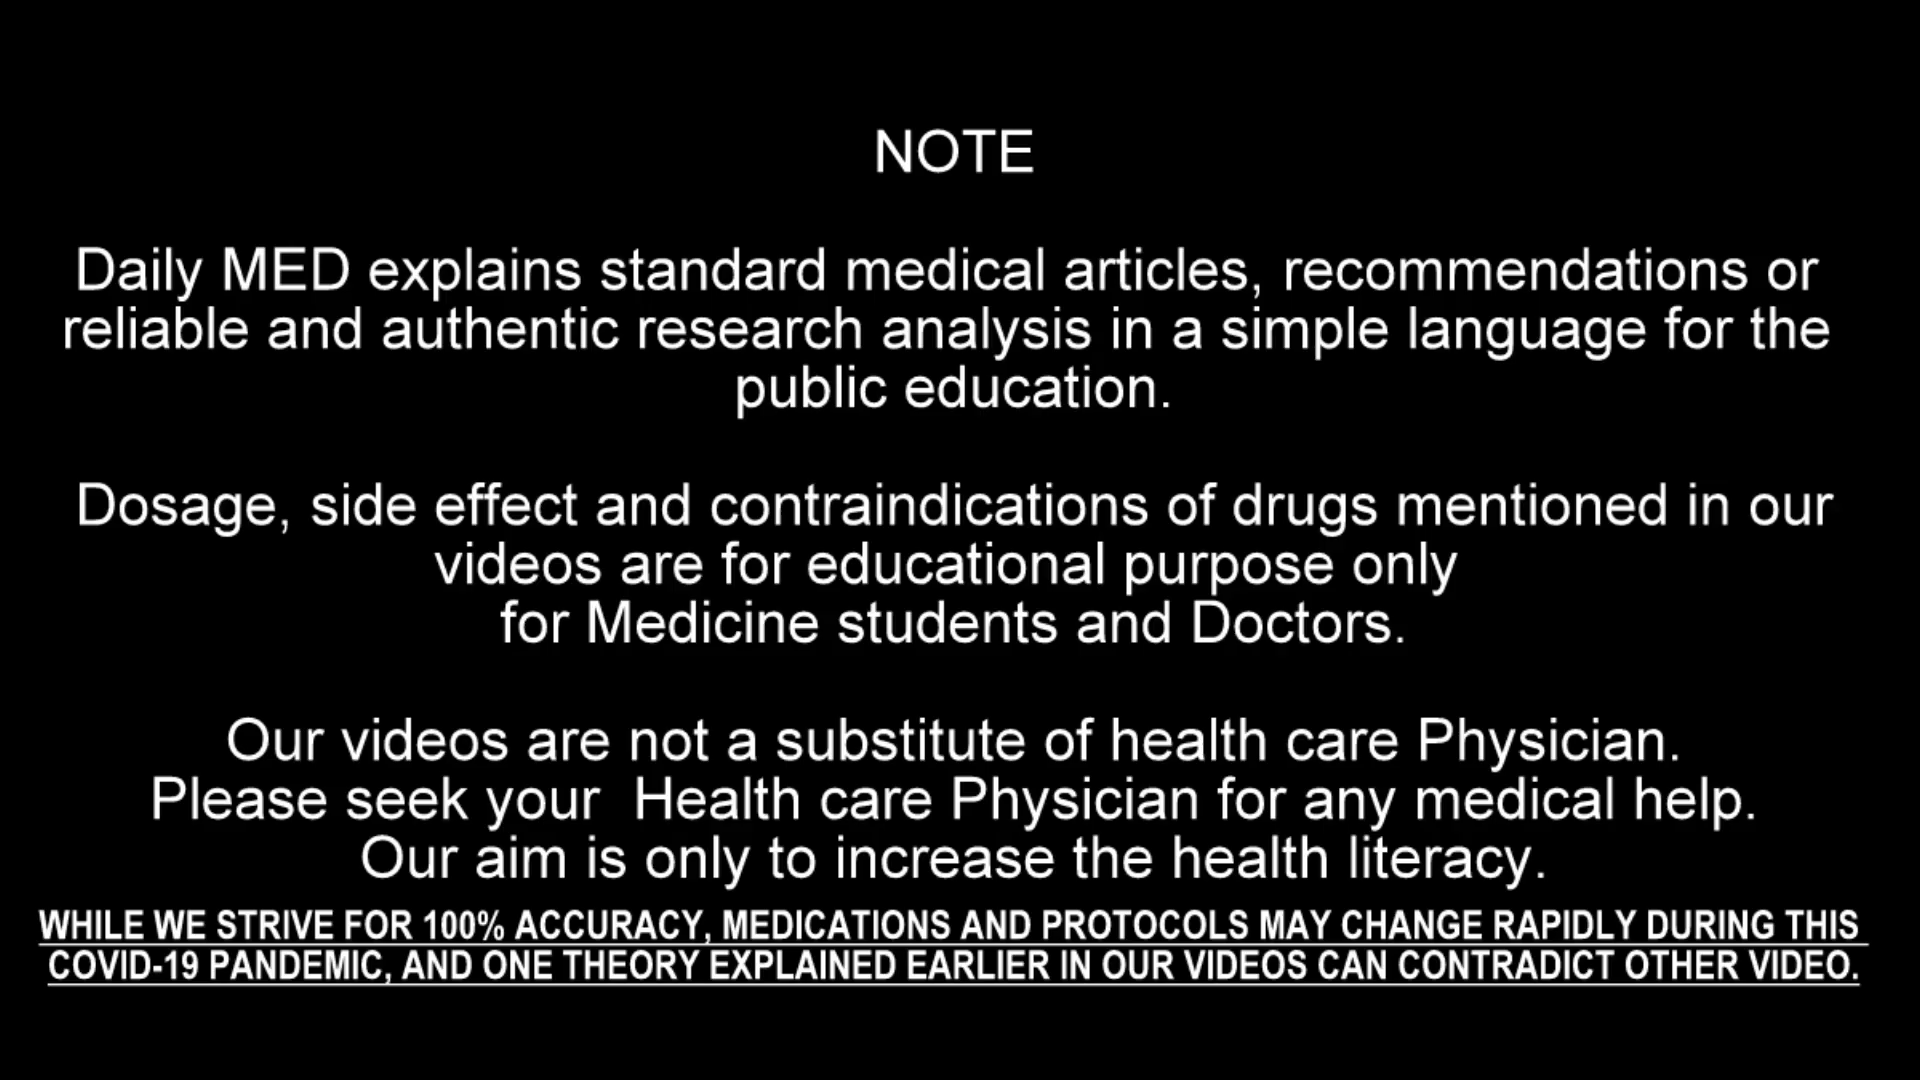 NOTE
Daily MED explains standard medical articles, recommendations or
reliable and authentic research analysis in a simple language for the
public education.
Dosage, side effect and contraindications of drugs mentioned in our
videos are for educational purpose only
for Medicine students and Doctors.
Our videos are not a substitute of health care Physician.
Please seek your  Health care Physician for any medical help.
Our aim is only to increase the health literacy.
WHILE WE STRIVE FOR 100% ACCURACY, MEDICATIONS AND PROTOCOLS MAY CHANGE RAPIDLY DURING THIS
COVID-19 PANDEMIC, AND ONE THEORY EXPLAINED EARLIER IN OUR VIDEOS CAN CONTRADICT OTHER VIDEO.